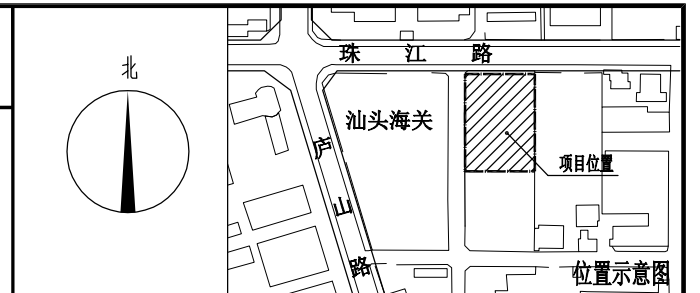 北
珠江路
汕头海关
庐山路
项目位置
位置示意图